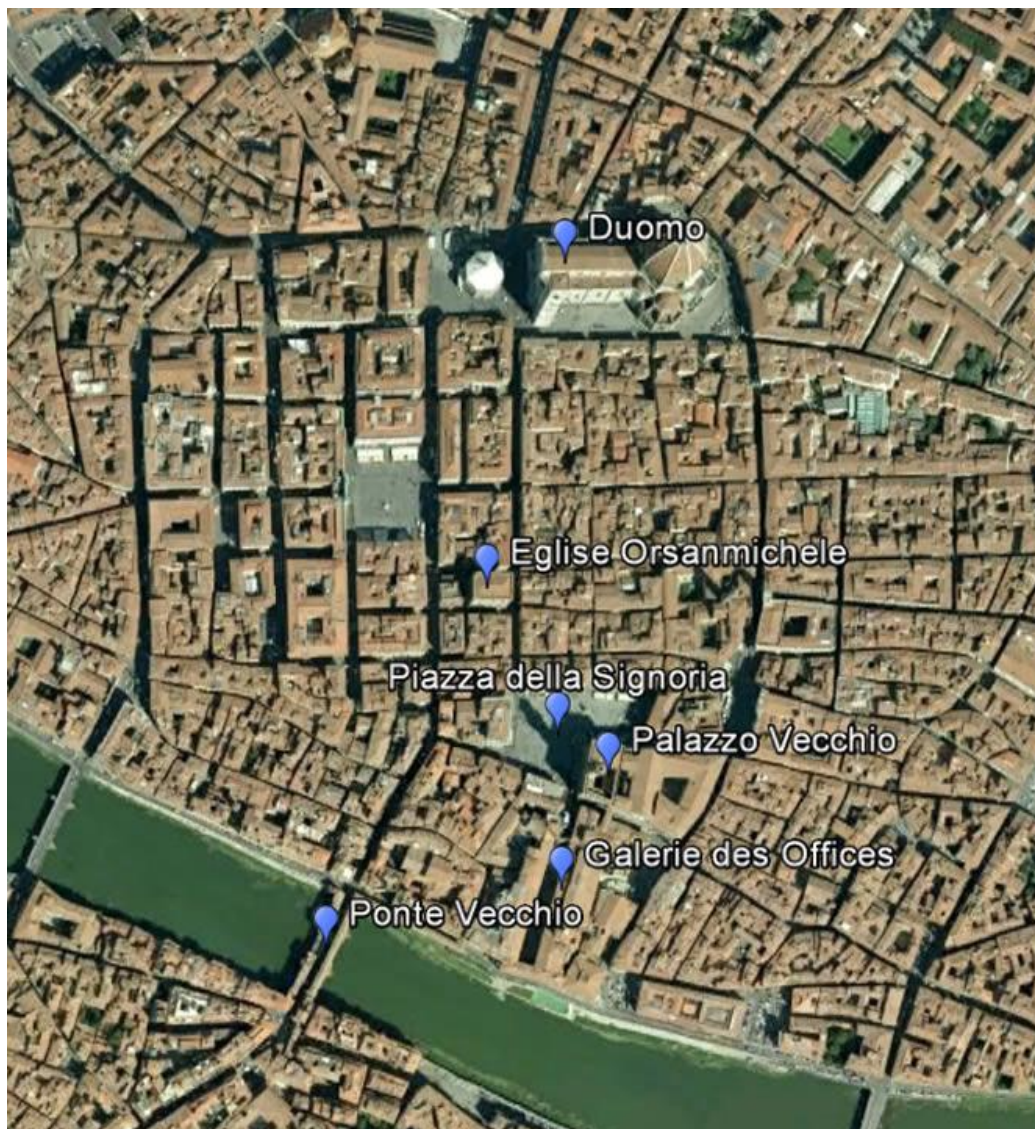 Duomo
Eglise Orsanmichele
Piazza della Signoria
Palazzo Vecchio
Galerie des Offices
Ponte Vecchio